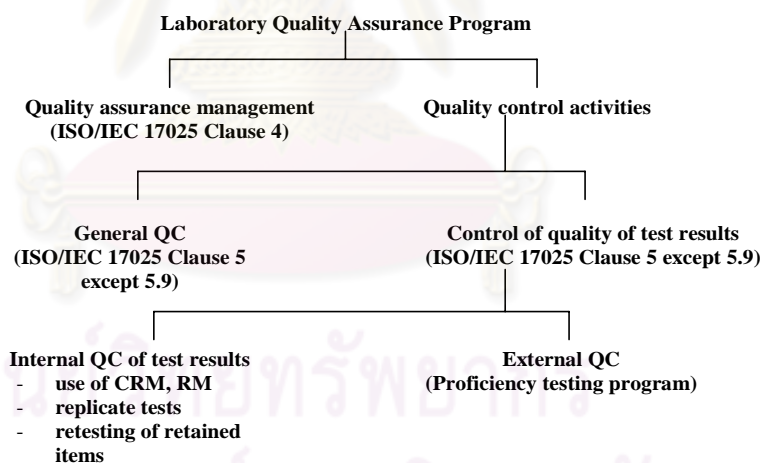 Laboratory Quality Assurance Program
Quality assurance management
(ISO/IEC 17025 Clause 4)
Quality control activities
General QC
(ISO/IEC 17025 Clause 5
except 5.9)
Control of quality of test results
(ISO/IEC 17025 Clause 5 except 5.9)
Internal QC of test results
- use of CRM, RM
- replicate tests
- retesting of retained
items
External QC
(Proficiency testing program)